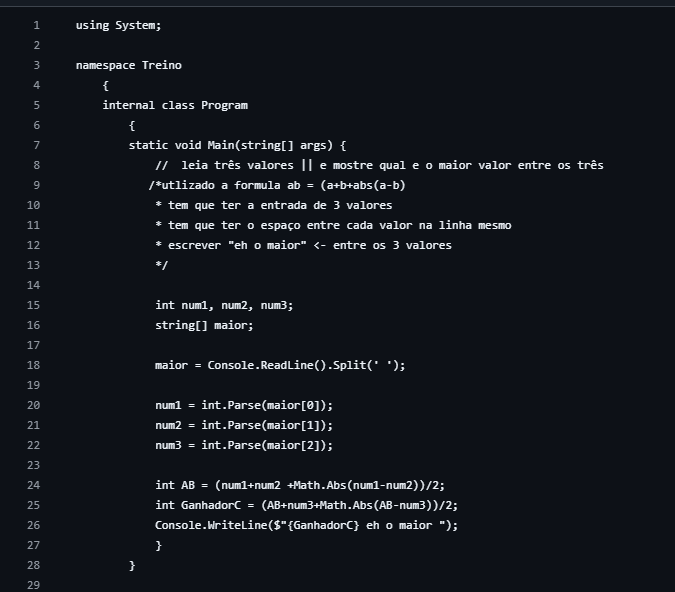 1 using System;
2
3 namespace Treino
4 {
5 internal class Program
6 {
7 static void Main(string[] args) {
8 // leia três valores || e mostre qual e o maior valor entre os três
9 /*utlizado a formula ab = (a+b+abs(a-b)
10 * tem que ter a entrada de 3 valores
11 * tem que ter o espaço entre cada valor na linha mesmo
12 * escrever "eh o maior" <- entre os 3 valores
13 */
14
15 int num1, num2, num3;
16 string[] maior;
17
18 maior = Console.ReadLine().Split(' ');
19
20 num1 = int.Parse(maior[0]);
21 num2 = int.Parse(maior[1]);
22 num3 = int.Parse(maior[2]);
23
24 int AB = (num1+num2 +Math.Abs(num1-num2))/2;
25 int GanhadorC = (AB+num3+Math.Abs(AB-num3))/2;
26 Console.WriteLine($"{GanhadorC} eh o maior ");
27 }
28 }
29